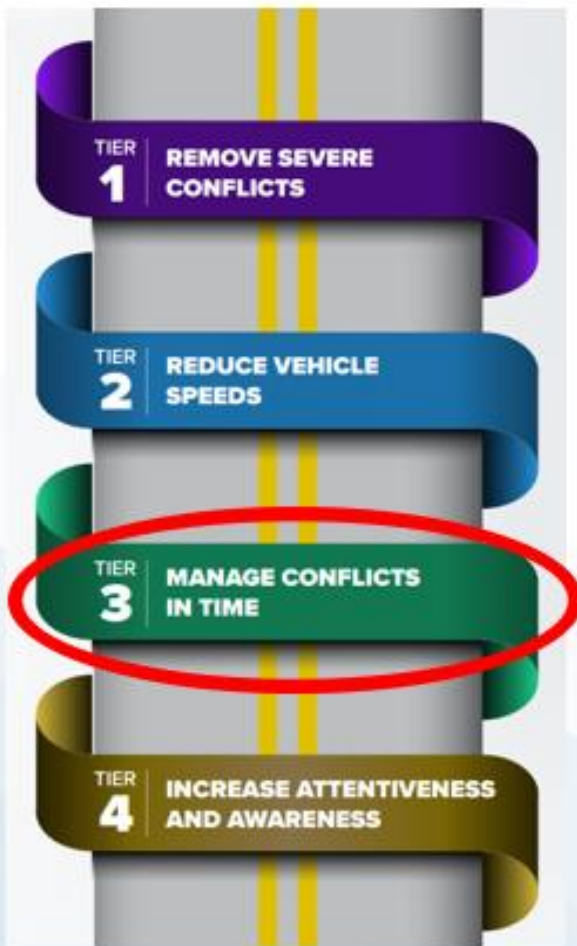 TIER
1
REMOVE SEVERE
CONFLICTS
TIER
2
REDUCE VEHICLE
SPEEDS
TIER
3
MANAGE CONFLICTS
IN TIME
TIER
4
INCREASE ATTENTIVENESS
AND AWARENESS